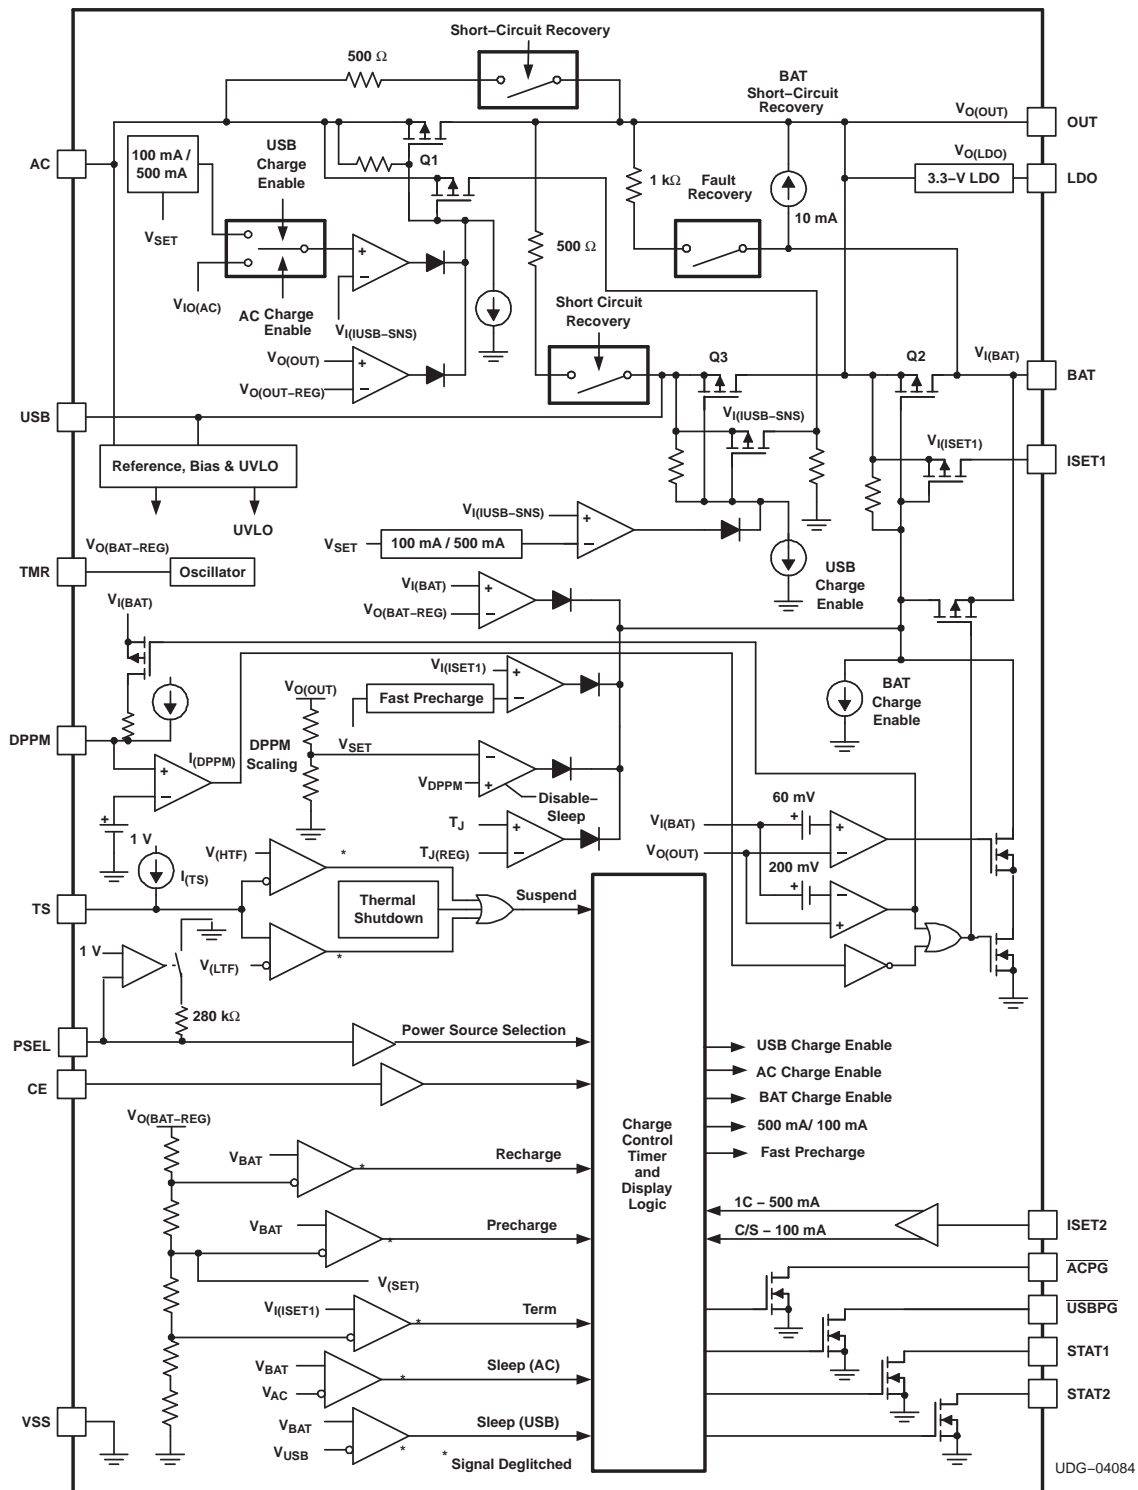 Short−Circuit Recovery
500 Ω
BAT
Short−Circuit
Recovery
VO(OUT)
OUT
AC
100 mA /
500 mA
USB
Charge
Enable
Q1
VO(LDO)
3.3−V LDO
LDO
1 kΩ
Fault
Recovery
10 mA
VSET
500 Ω
VIO(AC)
AC Charge
Enable
VI(IUSB−SNS)
+
−
Short Circuit
Recovery
VO(OUT)
VO(OUT−REG)
+
−
Q3
Q2
VI(BAT)
BAT
USB
VI(IUSB−SNS)
VI(ISET1)
ISET1
Reference, Bias & UVLO
UVLO
VI(IUSB−SNS)
VSET
100 mA / 500 mA
+
−
USB
Charge
Enable
VO(BAT−REG)
TMR
Oscillator
VI(BAT)
VO(BAT−REG)
+
−
VI(BAT)
VI(ISET1)
Fast Precharge
+
−
BAT
Charge
Enable
VO(OUT)
VSET
DPPM
DPPM
Scaling
I(DPPM)
+
−
VDPPM
−
+
Disable−
Sleep
+
1 V
TJ
TJ(REG)
+
−
60 mV
+
VI(BAT)
VO(OUT)
+
−
200 mV
+
−
+
V(HTF)
*
I(TS)
TS
Thermal
Shutdown
Suspend
V(LTF)
*
1 V
280 kΩ
PSEL
Power Source Selection
CE
USB Charge Enable
AC Charge Enable
BAT Charge Enable
500 mA/ 100 mA
Fast Precharge
Charge
Control
Timer
and
Display
Logic
VO(BAT−REG)
VBAT
*
Recharge
VBAT
*
Precharge
V(SET)
1C − 500 mA
C/S − 100 mA
ISET2
ACPG
USBPG
VI(ISET1)
*
Term
STAT1
VBAT
VAC
*
Sleep (AC)
STAT2
VSS
VBAT
VUSB
*
Sleep (USB)
* Signal Deglitched
UDG−04084